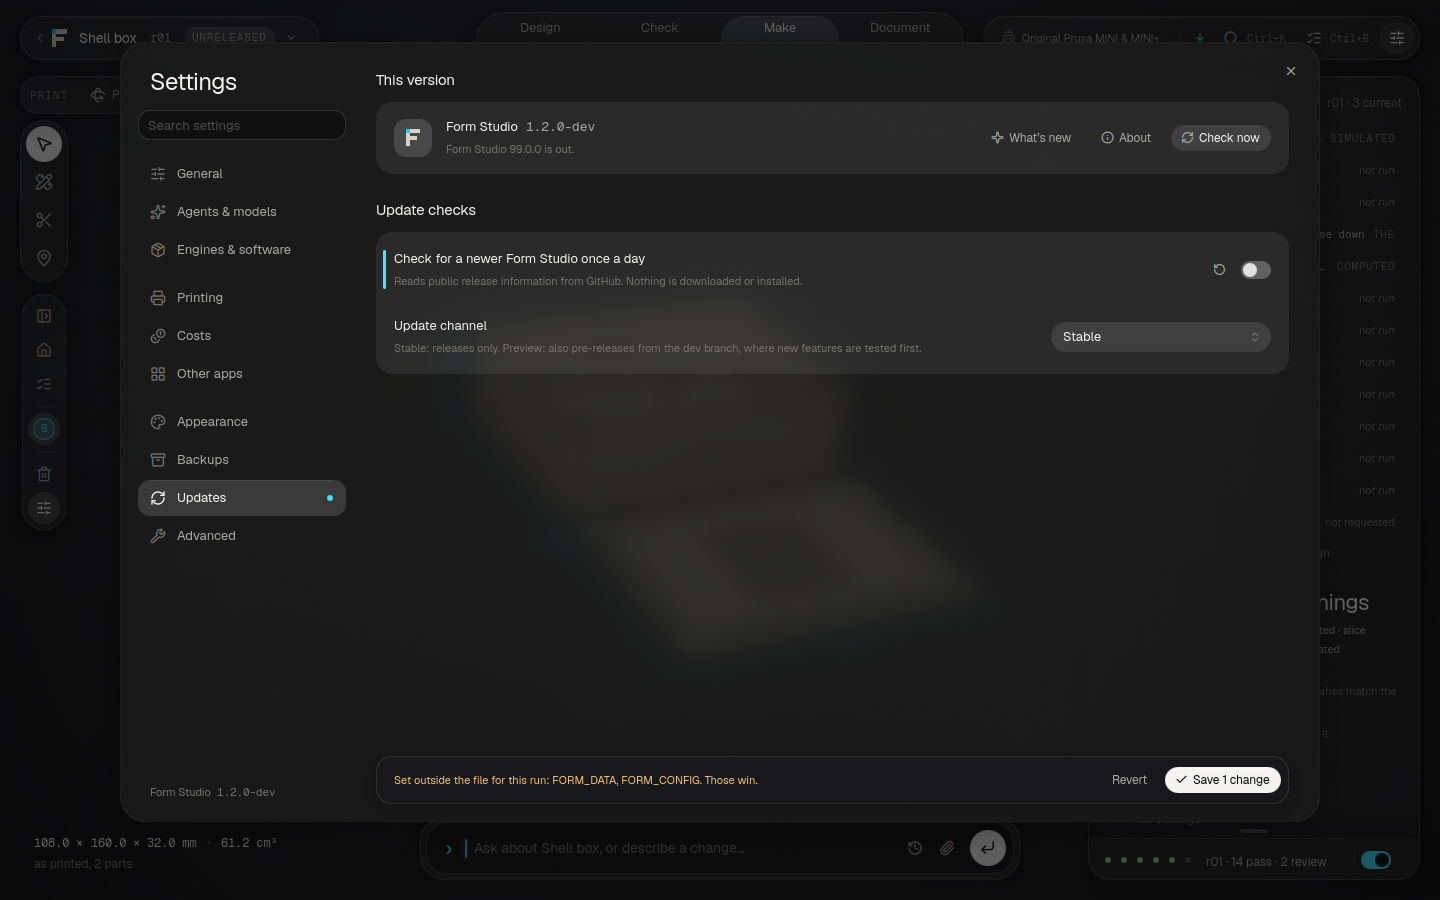 Shell box r01 UNRELEASED
Design Check Make Document
Original Prusa MINI & MINI+ Ctrl+K Ctrl+B
PRINT
Settings
Search settings
General
Agents & models
Engines & software
Printing
Costs
Other apps
Appearance
Backups
Updates
Advanced
Form Studio 1.2.0-dev
This version
Form Studio 1.2.0-dev
Form Studio 99.0.0 is out.
What's new
About
Check now
Update checks
Check for a newer Form Studio once a day
Reads public release information from GitHub. Nothing is downloaded or installed.
Update channel
Stable: releases only. Preview: also pre-releases from the dev branch, where new features are tested first.
Stable
Set outside the file for this run: FORM_DATA, FORM_CONFIG. Those win.
Revert
Save 1 change
S
r01 · 3 current
SIMULATED
not run
not run
down THE
COMPUTED
not run
not run
not run
not run
not run
not run
not run
not requested
slice
match the
it
108.0 × 160.0 × 32.0 mm · 61.2 cm³
as printed, 2 parts
Ask about Shell box, or describe a change...
r01 · 14 pass · 2 review